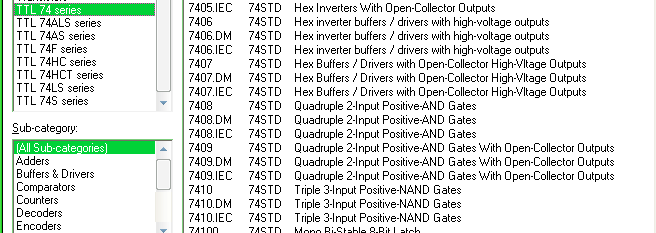 TTL 74 series
TTL 74ALS series
TTL 74AS series
TTL 74F series
TTL 74HC series
TTL 74HCT series
TTL 74LS series
TTL 74S series
Sub-category:
(All Sub-categories)
Adders
Buffers & Drivers
Comparators
Counters
Decoders
Encoders
7405.IEC 74STD Hex Inverters With Open-Collector Outputs
7406 74STD Hex inverter buffers / drivers with high-voltage outputs
7406.DM 74STD Hex inverter buffers / drivers with high-voltage outputs
7406.IEC 74STD Hex inverter buffers / drivers with high-voltage outputs
7407 74STD Hex Buffers / Drivers with Open-Collector High-Vltage Outputs
7407.DM 74STD Hex Buffers / Drivers with Open-Collector High-Vltage Outputs
7407.IEC 74STD Hex Buffers / Drivers with Open-Collector High-Vltage Outputs
7408 74STD Quadruple 2-Input Positive-AND Gates
7408.DM 74STD Quadruple 2-Input Positive-AND Gates
7408.IEC 74STD Quadruple 2-Input Positive-AND Gates
7409 74STD Quadruple 2-Input Positive-AND Gates With Open-Collector Outputs
7409.DM 74STD Quadruple 2-Input Positive-AND Gates With Open-Collector Outputs
7409.IEC 74STD Quadruple 2-Input Positive-AND Gates With Open-Collector Outputs
7410 74STD Triple 3-Input Positive-NAND Gates
7410.DM 74STD Triple 3-Input Positive-NAND Gates
7410.IEC 74STD Triple 3-Input Positive-NAND Gates
74100 74STD Mono Bi-Stable 8-Bit Latch